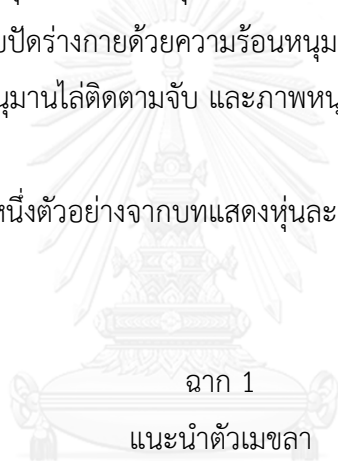 ปัดร่างกายด้วยความร้อนหนุม
นุมานไล่ติดตามจับ และภาพหนุ
หนึ่งตัวอย่างจากบทแสดงหุ่นละ
ฉาก 1
แนะนำตัวเมขลา